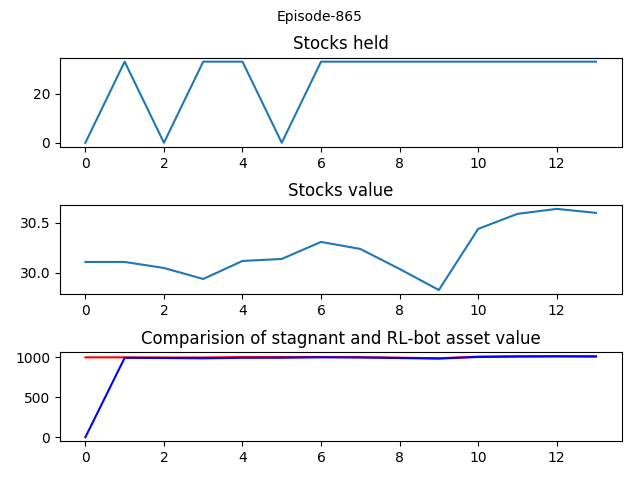 Episode-865
Stocks held
20
0
0 2 4 6 8 10 12
Stocks value
30.5
30.0
0 2 4 6 8 10 12
Comparision of stagnant and RL-bot asset value
1000
500
0
0 2 4 6 8 10 12